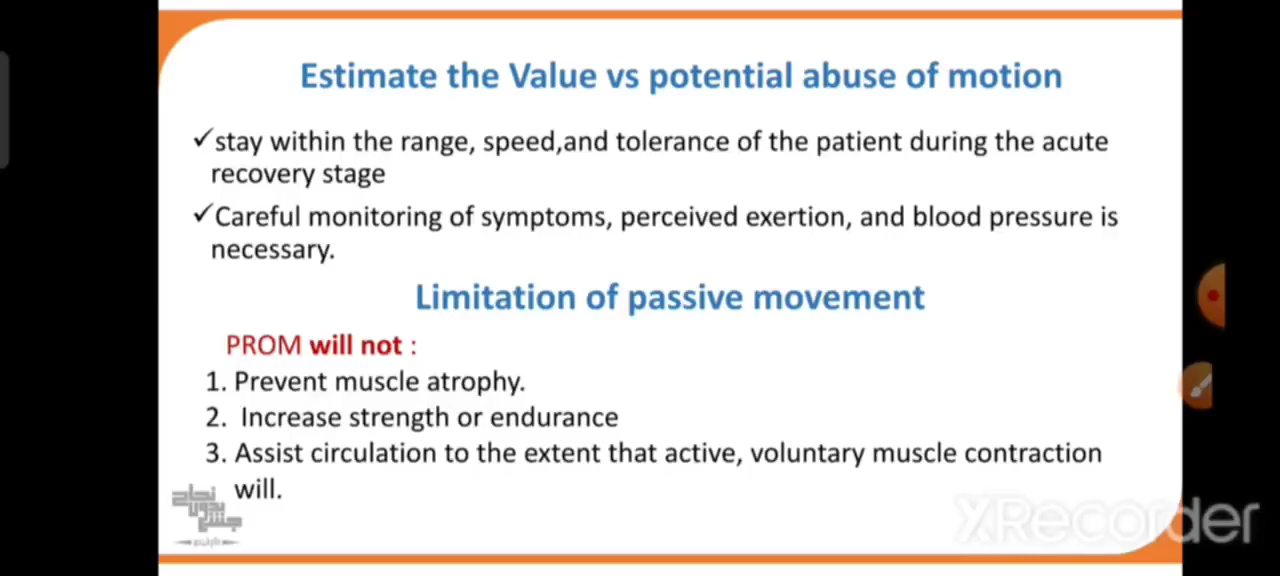 Estimate the Value vs potential abuse of motion
✓stay within the range, speed,and tolerance of the patient during the acute
recovery stage
✓Careful monitoring of symptoms, perceived exertion, and blood pressure is
necessary.
Limitation of passive movement
PROM will not :
1. Prevent muscle atrophy.
2. Increase strength or endurance
3. Assist circulation to the extent that active, voluntary muscle contraction
will.
نجاح
بدون
XRecorder